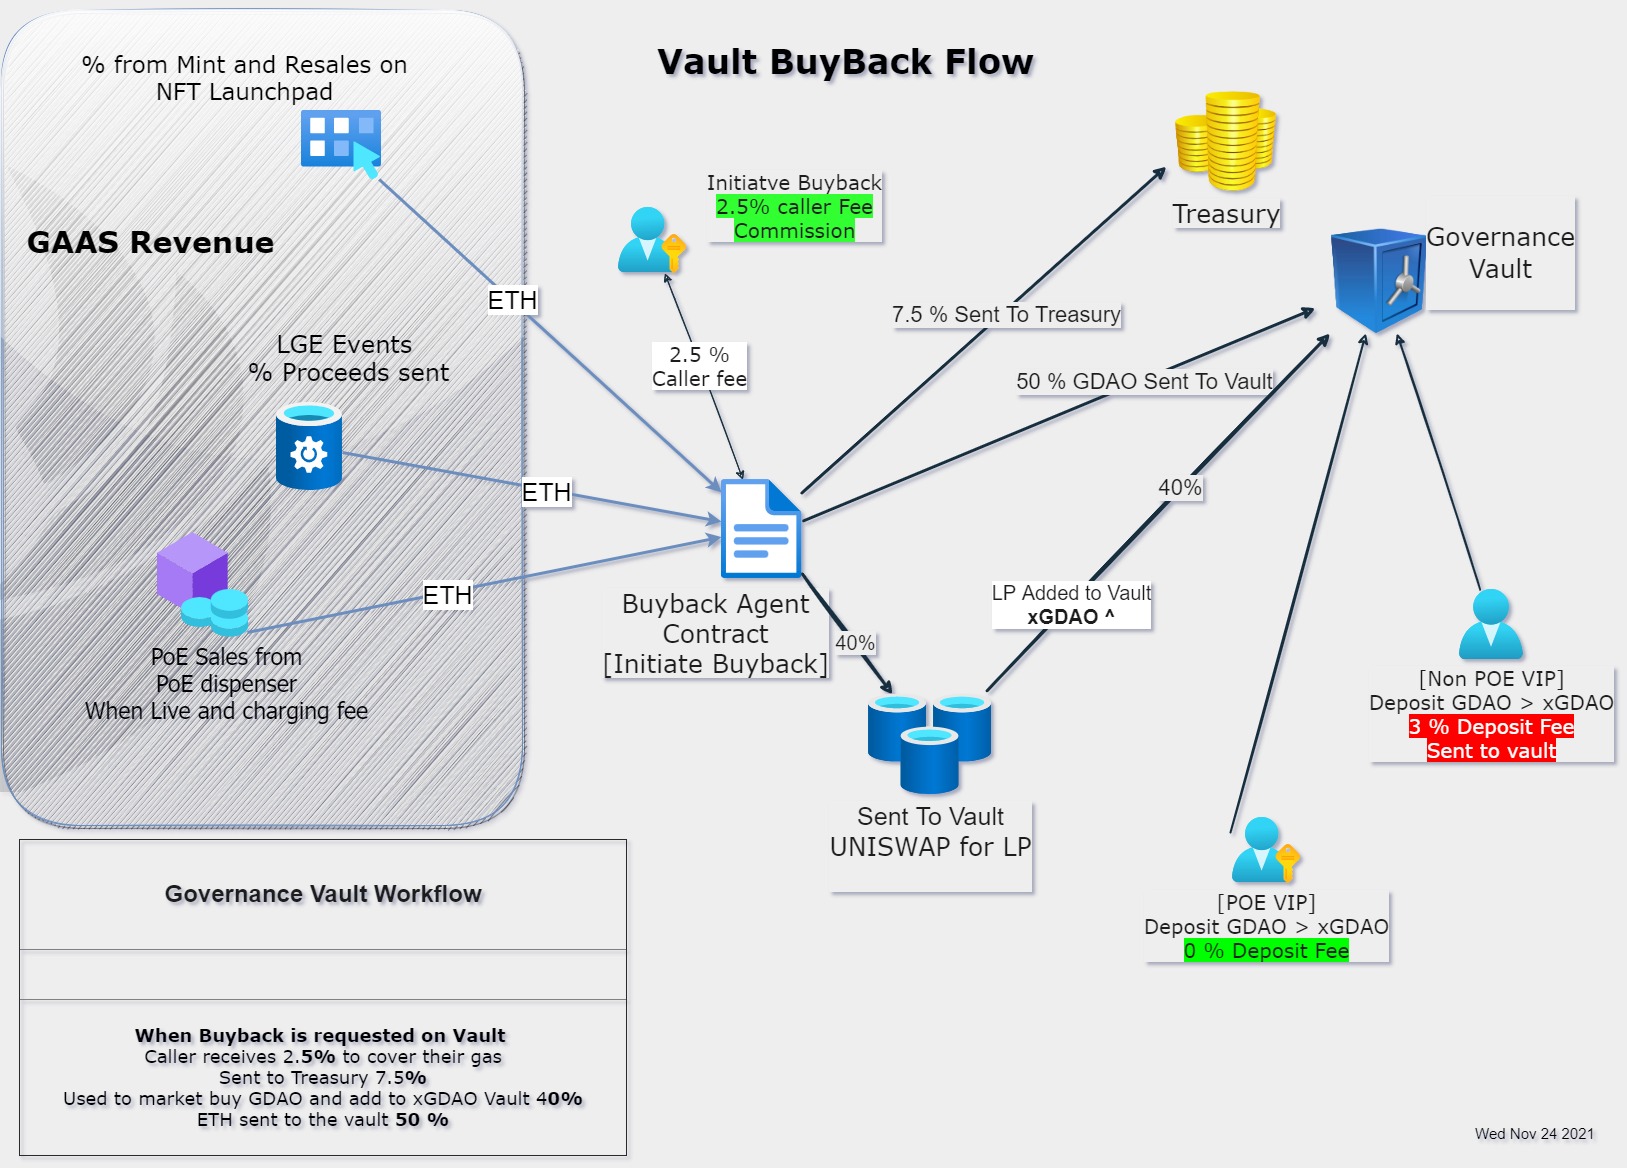 Vault BuyBack Flow
% from Mint and Resales on
NFT Launchpad
GAAS Revenue
LGE Events
% Proceeds sent
PoE Sales from
PoE dispenser
When Live and charging fee
ETH
ETH
ETH
Initiatve Buyback
2.5% caller Fee
Commission
2.5 %
Caller fee
Buyback Agent
Contract
[Initiate Buyback]
7.5 % Sent To Treasury
Treasury
50 % GDAO Sent To Vault
Governance
Vault
40%
LP Added to Vault
xGDAO ^
40%
Sent To Vault
UNISWAP for LP
[Non POE VIP]
Deposit GDAO > xGDAO
3 % Deposit Fee
Sent to vault
[POE VIP]
Deposit GDAO > xGDAO
0 % Deposit Fee
Governance Vault Workflow
When Buyback is requested on Vault
Caller receives 2.5% to cover their gas
Sent to Treasury 7.5%
Used to market buy GDAO and add to xGDAO Vault 40%
ETH sent to the vault 50 %
Wed Nov 24 2021